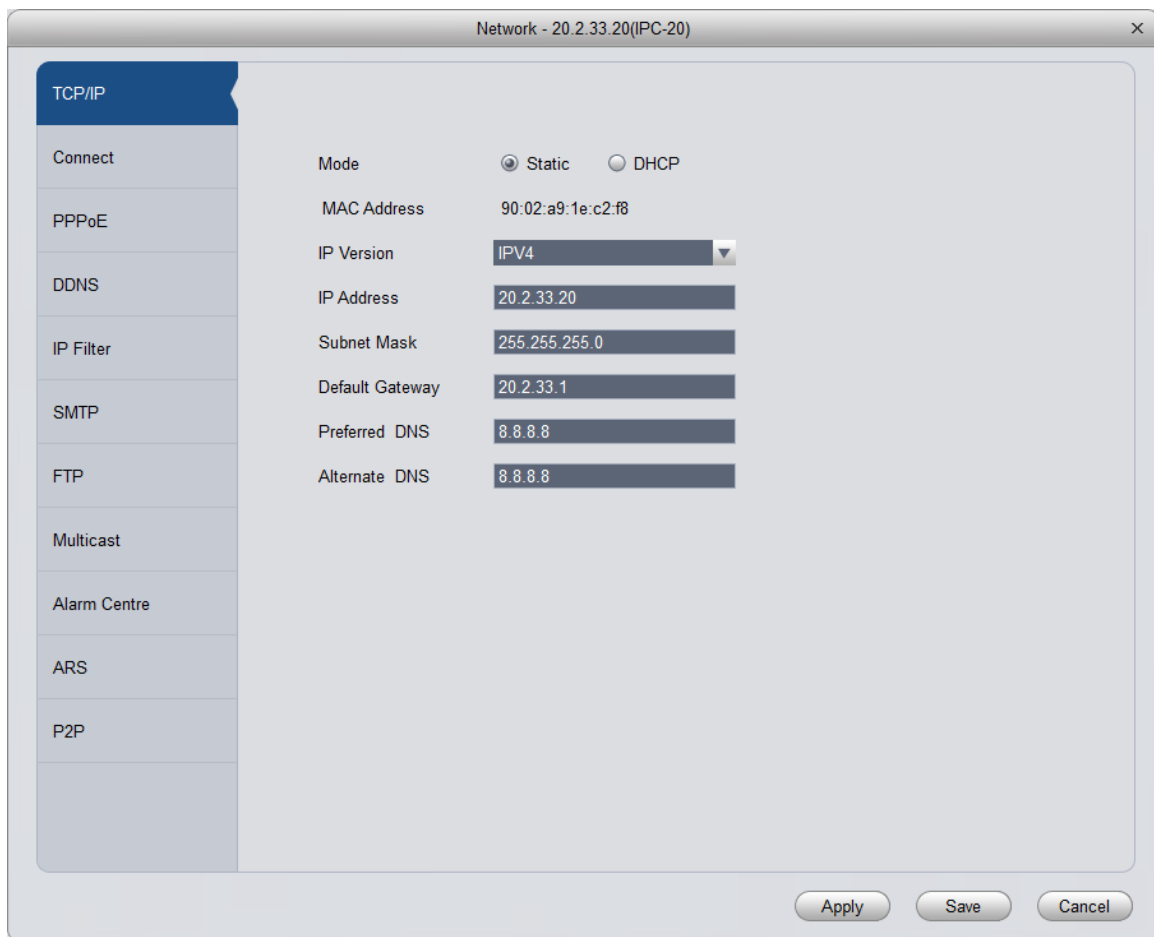 Network - 20.2.33.20(IPC-20)
TCP/IP
Connect
PPPoE
DDNS
IP Filter
SMTP
FTP
Multicast
Alarm Centre
ARS
P2P
Mode Static DHCP
MAC Address 90:02:a9:1e:c2:f8
IP Version IPV4
IP Address 20.2.33.20
Subnet Mask 255.255.255.0
Default Gateway 20.2.33.1
Preferred DNS 8.8.8.8
Alternate DNS 8.8.8.8
Apply Save Cancel